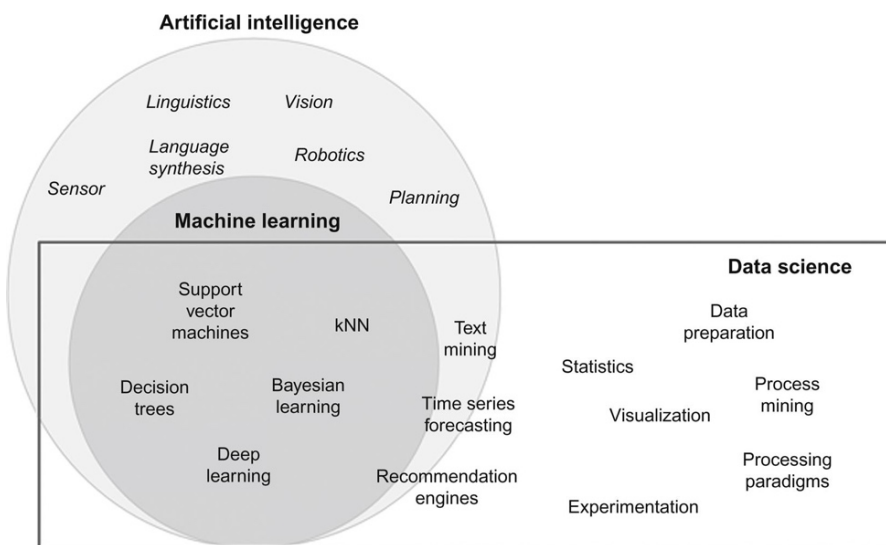 Artificial intelligence
Linguistics
Vision
Language
synthesis
Robotics
Sensor
Planning
Machine learning
Data science
Support
vector
machines
kNN
Text
mining
Data
preparation
Statistics
Decision
trees
Bayesian
learning
Time series
forecasting
Visualization
Process
mining
Deep
learning
Recommendation
engines
Processing
paradigms
Experimentation